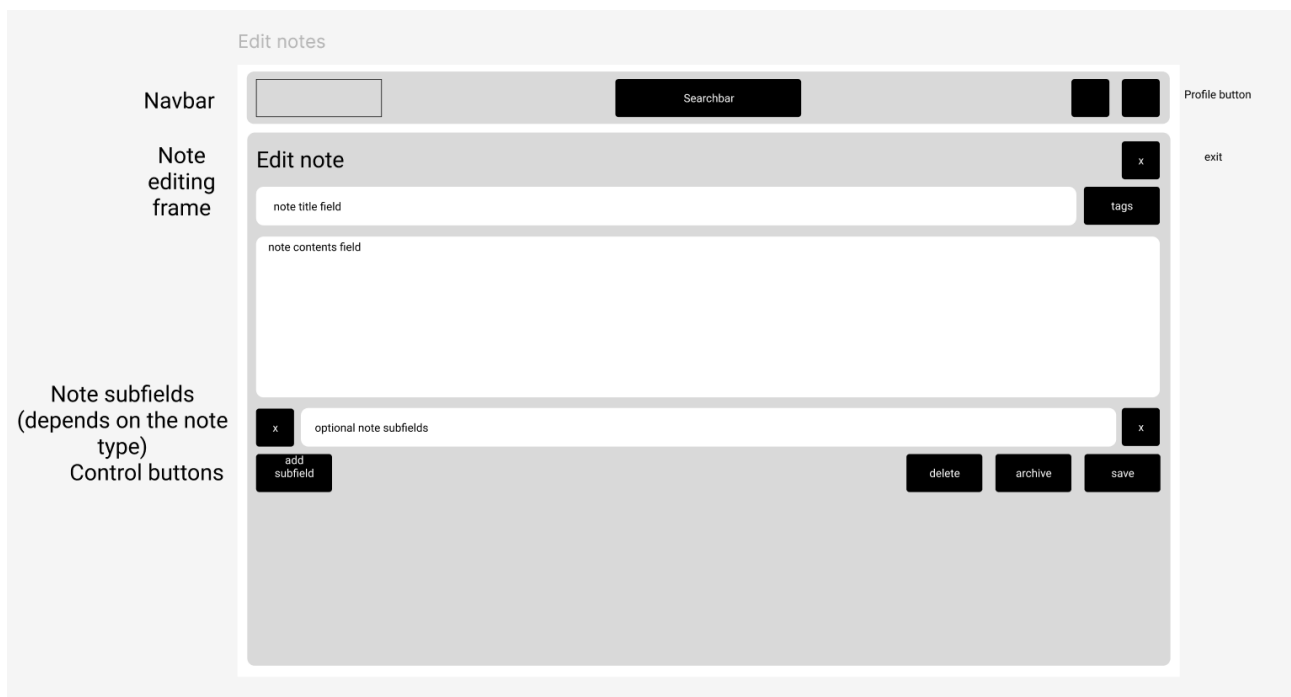 Edit notes
Navbar
Searchbar
Profile button
Note
editing
frame
Edit note
x
exit
note title field
tags
note contents field
Note subfields
(depends on the note
type)
x
optional note subfields
x
Control buttons
add
subfield
delete
archive
save